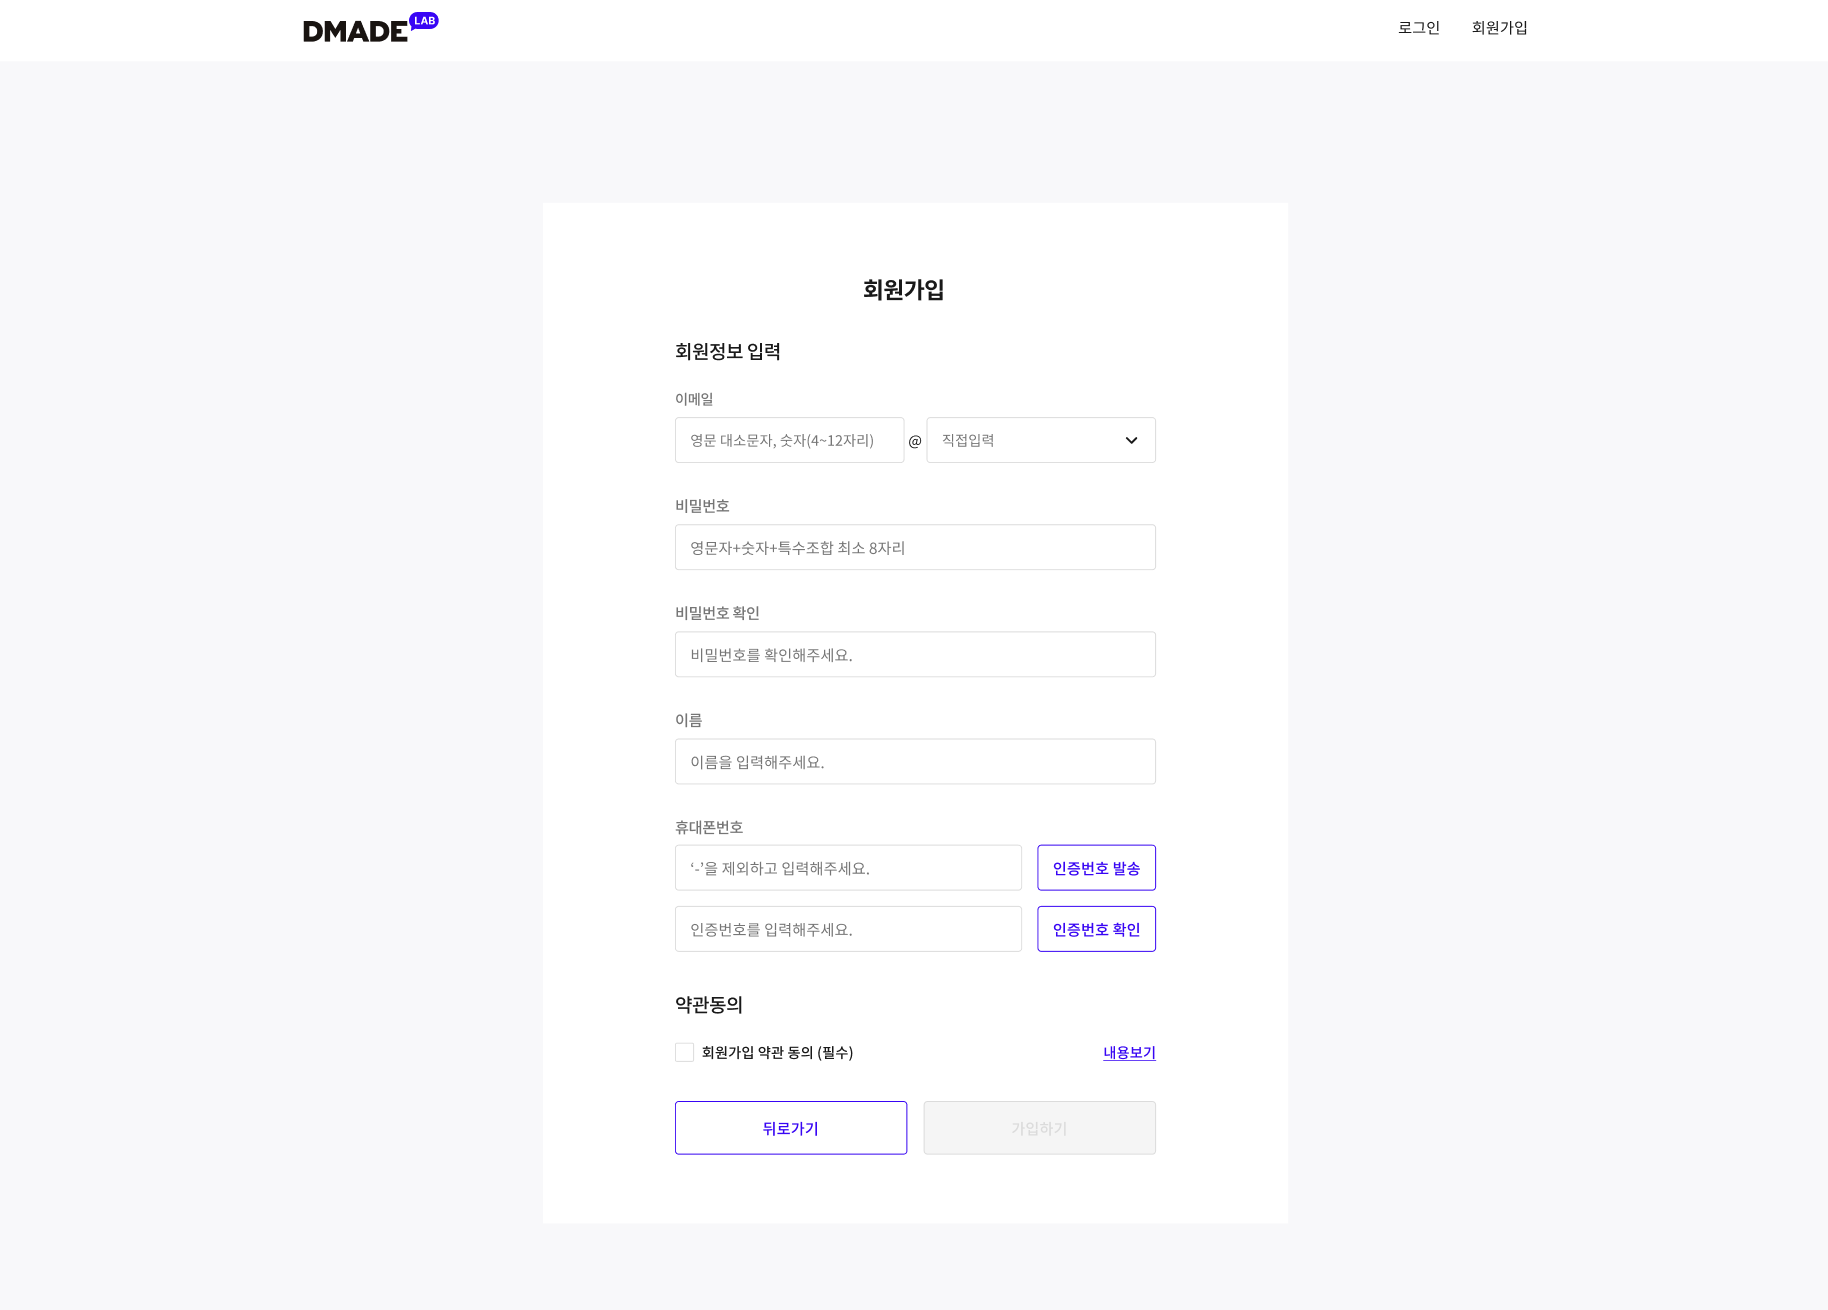 DMADE LAB
로그인 회원가입
회원가입
회원정보 입력
이메일
영문 대소문자, 숫자(4~12자리) @ 직접입력
비밀번호
영문자+숫자+특수조합 최소 8자리
비밀번호 확인
비밀번호를 확인해주세요.
이름
이름을 입력해주세요.
휴대폰번호
‘-’을 제외하고 입력해주세요. 인증번호 발송
인증번호를 입력해주세요. 인증번호 확인
약관동의
회원가입 약관 동의 (필수) 내용보기
뒤로가기 가입하기